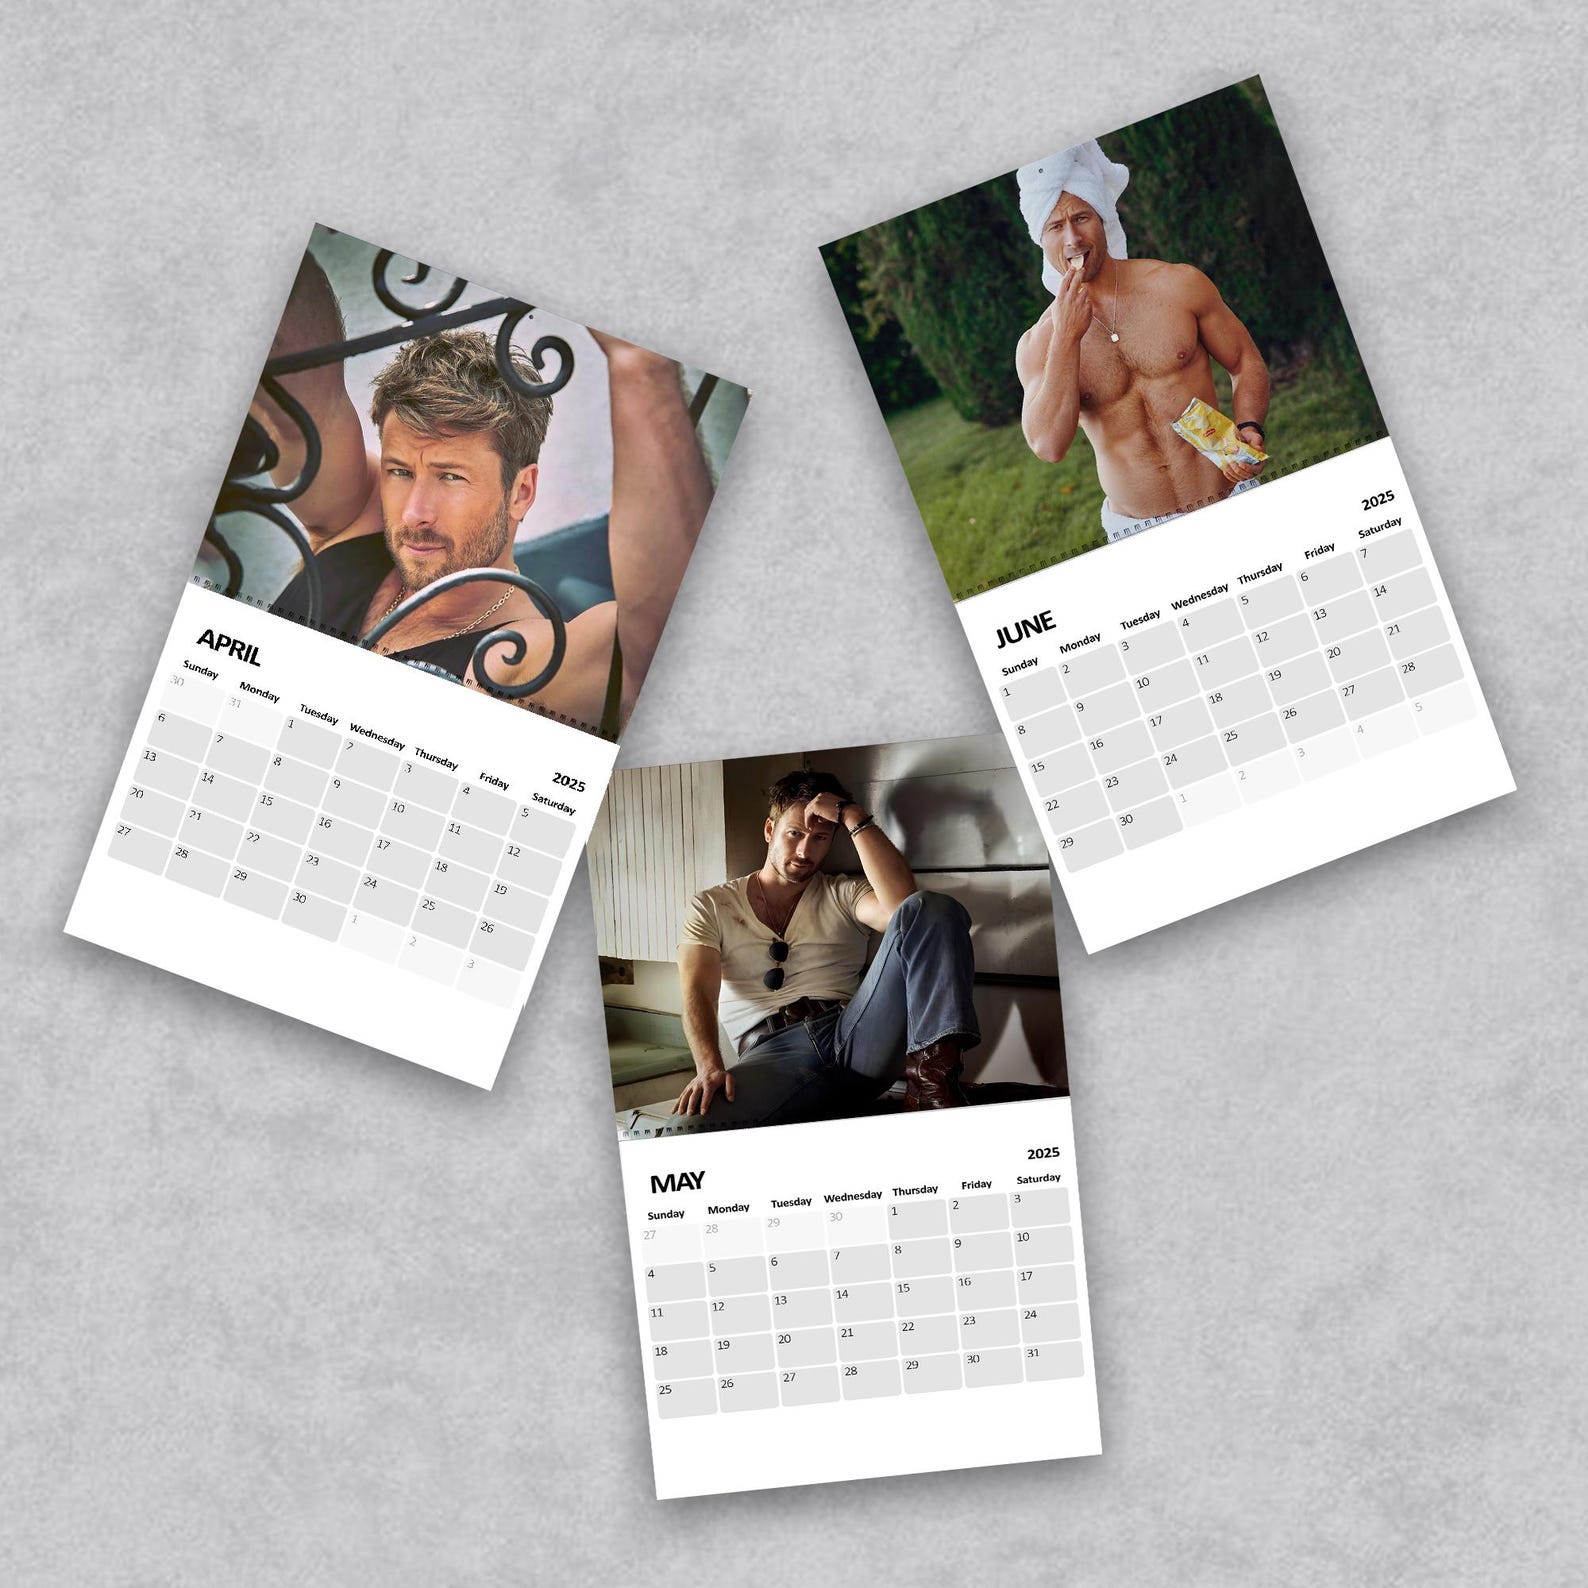 APRIL
2025
Sunday Monday Tuesday Wednesday Thursday Friday Saturday
30 31 1 2 3 4 5
6 7 8 9 10 11 12
13 14 15 16 17 18 19
20 21 22 23 24 25 26
27 28 29 30 1 2 3
JUNE
2025
Sunday Monday Tuesday Wednesday Thursday Friday Saturday
1 2 3 4 5 6 7
8 9 10 11 12 13 14
15 16 17 18 19 20 21
22 23 24 25 26 27 28
29 30 1 2 3 4 5
MAY
2025
Sunday Monday Tuesday Wednesday Thursday Friday Saturday
27 28 29 30 1 2 3
4 5 6 7 8 9 10
11 12 13 14 15 16 17
18 19 20 21 22 23 24
25 26 27 28 29 30 31